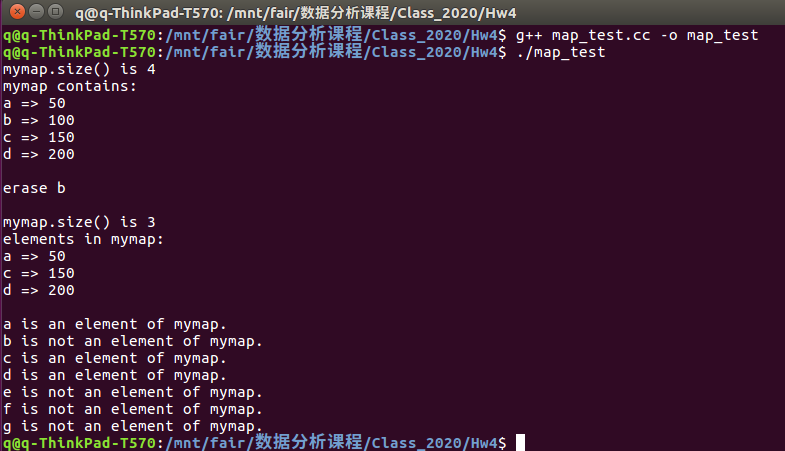 q@q-ThinkPad-T570: /mnt/fair/数据分析课程/Class_2020/Hw4
q@q-ThinkPad-T570:/mnt/fair/数据分析课程/Class_2020/Hw4$ g++ map_test.cc -o map_test
q@q-ThinkPad-T570:/mnt/fair/数据分析课程/Class_2020/Hw4$ ./map_test
mymap.size() is 4
mymap contains:
a => 50
b => 100
c => 150
d => 200
erase b
mymap.size() is 3
elements in mymap:
a => 50
c => 150
d => 200
a is an element of mymap.
b is not an element of mymap.
c is an element of mymap.
d is an element of mymap.
e is not an element of mymap.
f is not an element of mymap.
g is not an element of mymap.
q@q-ThinkPad-T570:/mnt/fair/数据分析课程/Class_2020/Hw4$